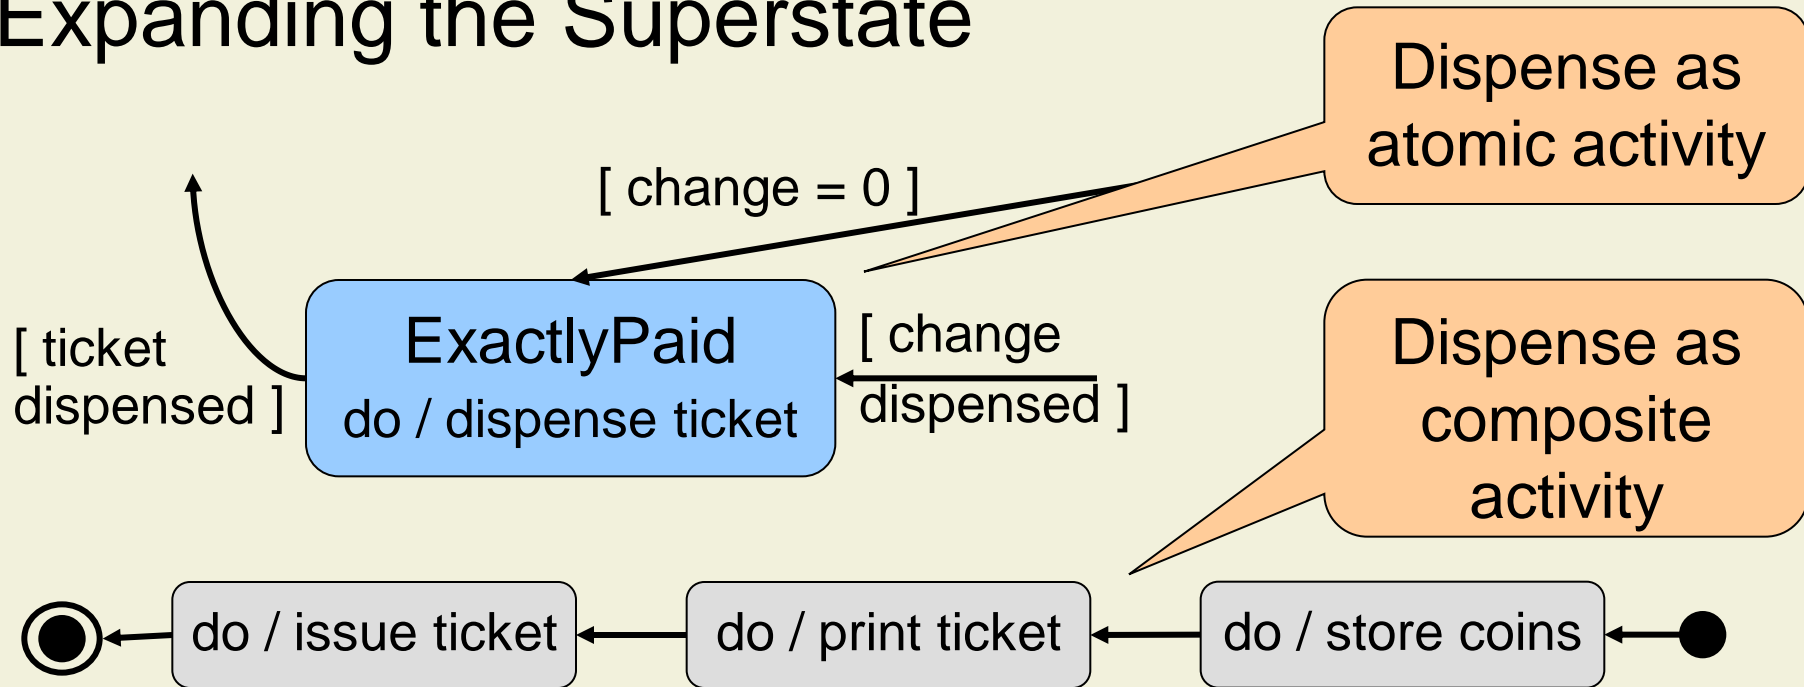 Expanding the Superstate
Dispense as
atomic activity
[ change = 0 ]
[ ticket
dispensed ]
ExactlyPaid
do / dispense ticket
[ change
dispensed ]
Dispense as
composite
activity
do / issue ticket
do / print ticket
do / store coins